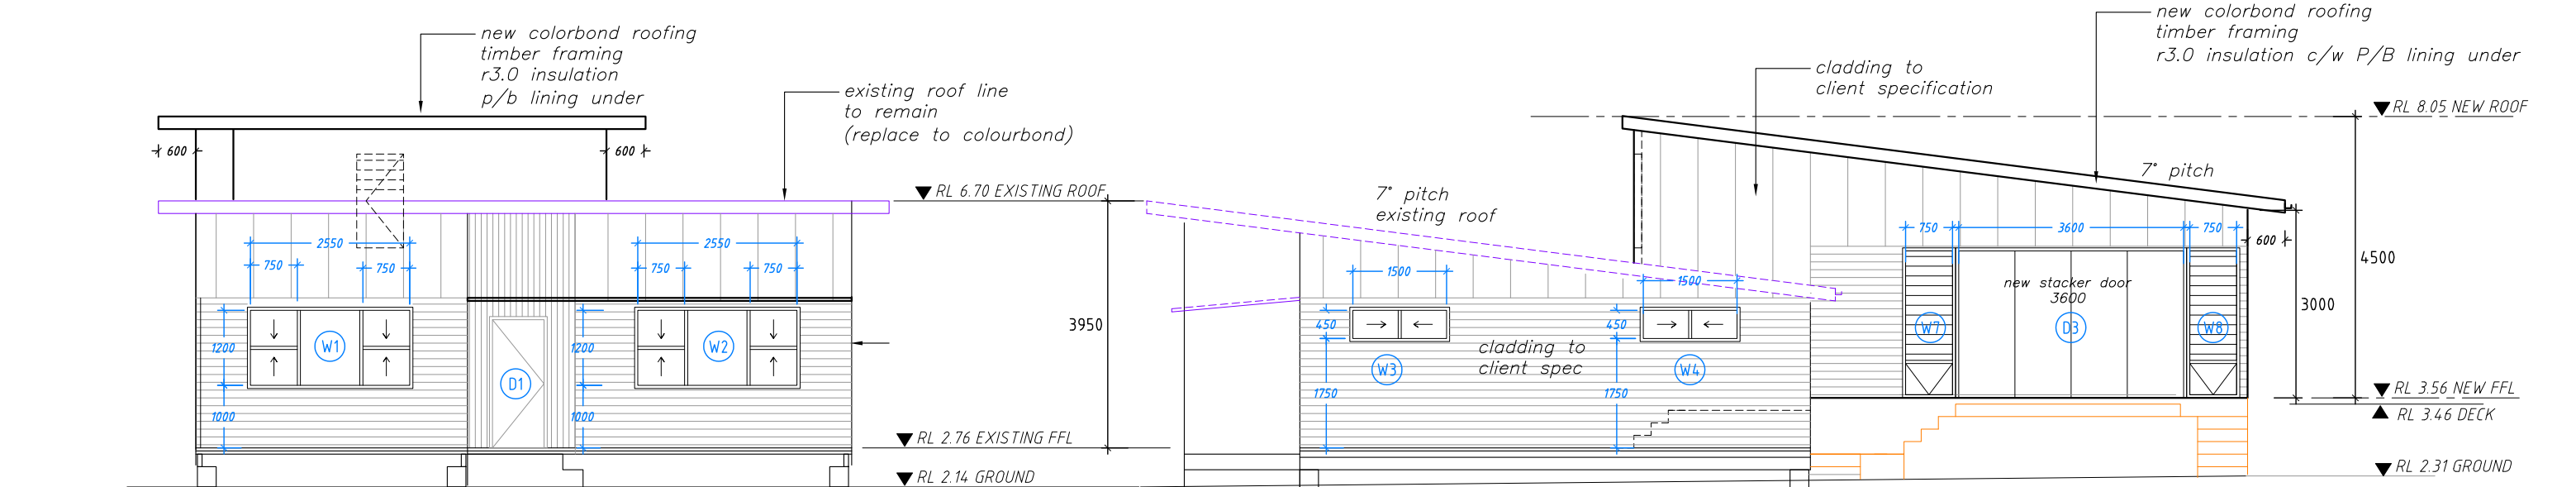 new colorbond roofing
timber framing
r3.0 insulation
p/b lining under
existing roof line
to remain
(replace to colourbond)
600
600
RL 6.70 EXISTING ROOF
2550
750
750
2550
750
750
1200
W1
1000
D1
1200
W2
1000
3950
RL 2.76 EXISTING FFL
RL 2.14 GROUND
7° pitch
existing roof
cladding to
client specification
new colorbond roofing
timber framing
r3.0 insulation c/w P/B lining under
RL 8.05 NEW ROOF
7° pitch
1500
1500
450
450
W3
W4
cladding to
client spec
1750
1750
750
3600
750
600
new stacker door
3600
W7
D3
W8
4500
3000
RL 3.56 NEW FFL
RL 3.46 DECK
RL 2.31 GROUND